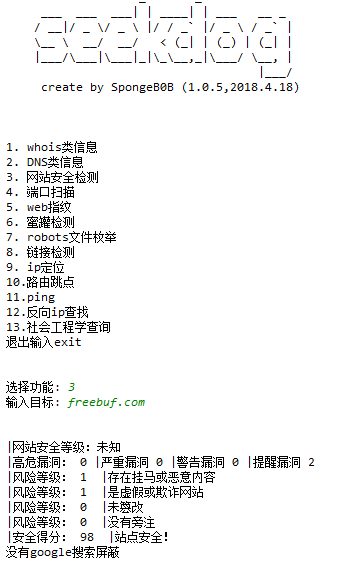 create by SpongeB0B (1.0.5,2018.4.18)
1. whois类信息
2. DNS类信息
3. 网站安全检测
4. 端口扫描
5. web指纹
6. 蜜罐检测
7. robots文件枚举
8. 链接检测
9. ip定位
10.路由跳点
11.ping
12.反向ip查找
13.社会工程学查询
退出输入exit
选择功能: 3
输入目标: freebuf.com
|网站安全等级: 未知
|高危漏洞: 0 |严重漏洞 0 |警告漏洞 0 |提醒漏洞 2
|风险等级: 1 |存在挂马或恶意内容
|风险等级: 1 |是虚假或欺诈网站
|风险等级: 0 |未篡改
|风险等级: 0 |没有旁注
|安全得分: 98 |站点安全!
没有google搜索屏蔽